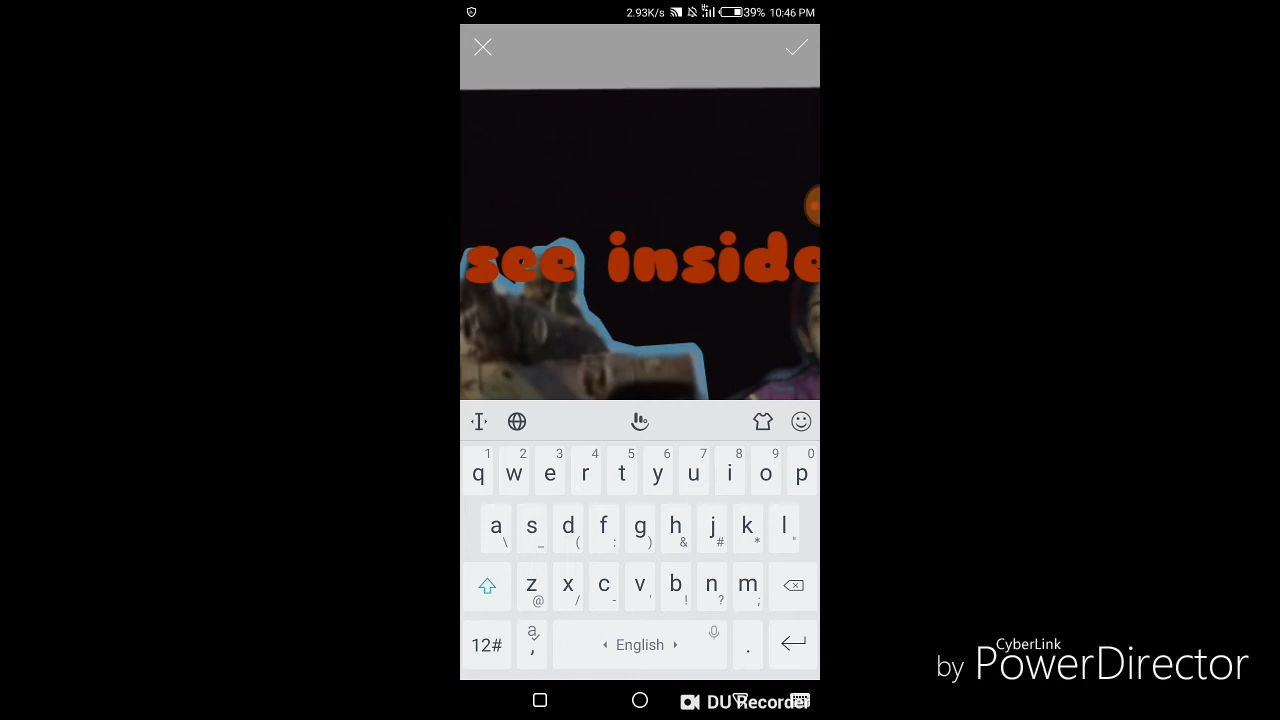 2.93K/s 39% 10:46 PM
see inside
1 2 3 4 5 6 7 8 9 0
q w e r t y u i o p
a s d f g h j k l
\ _ ( : ) & # * "
z x c v b n m
@ / - ' ! ? ;
12# a , English .
DU Recorder
CyberLink
by PowerDirector